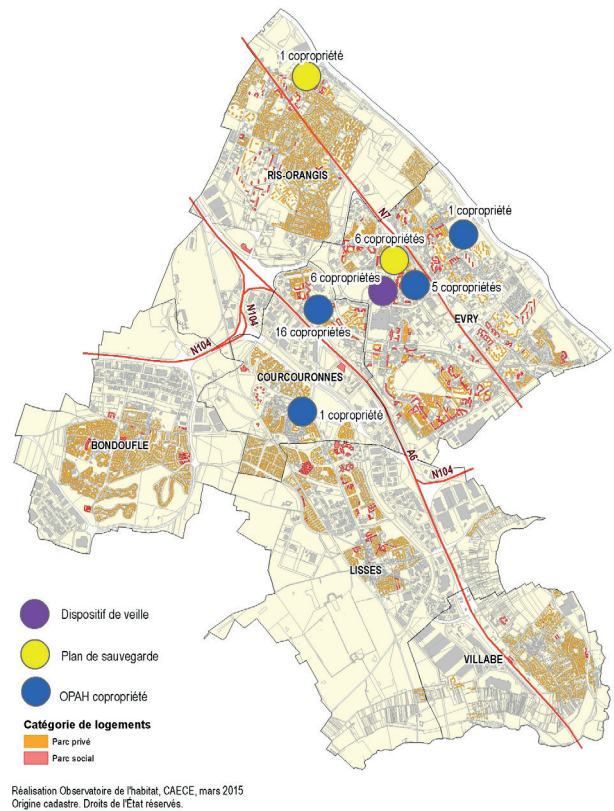 1 copropriété
RIS-ORANGIS
N7
1 copropriété
6 copropriétés
6 copropriétés
5 copropriétés
EVRY
N104
N104
16 copropriétés
COURCOURONNES
1 copropriété
BONDOUFLE
A6
N104
LISSES
VILLABE
Dispositif de veille
Plan de sauvegarde
OPAH copropriété
Catégorie de logements
Parc privé
Parc social
Réalisation Observatoire de l'habitat, CAECE, mars 2015
Origine cadastre. Droits de l'État réservés.